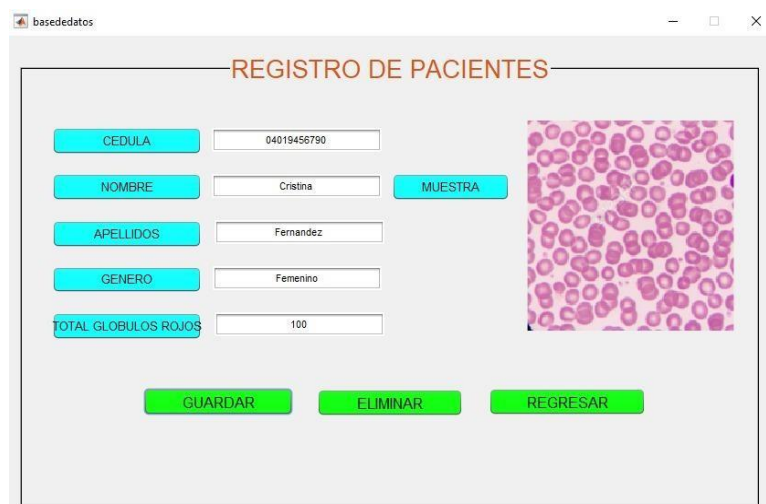 basededatos
REGISTRO DE PACIENTES
CEDULA 04019456790
NOMBRE Cristina MUESTRA
APELLIDOS Fernandez
GENERO Femenino
TOTAL GLOBULOS ROJOS 100
GUARDAR ELIMINAR REGRESAR